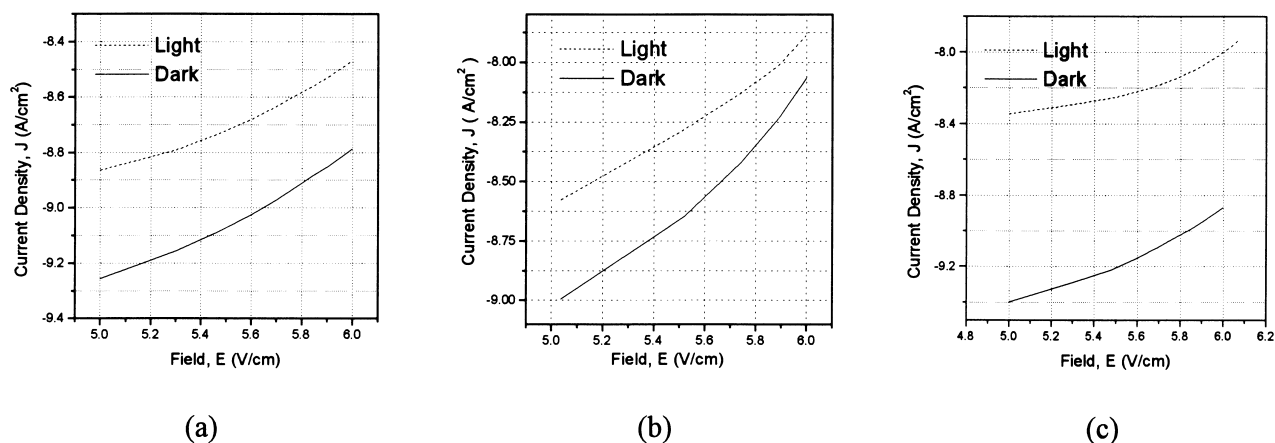 Light
Dark
-8.4
-8.6
-8.8
-9.0
-9.2
-9.4
Current Density, J (A/cm2)
5.0 5.2 5.4 5.6 5.8 6.0
Field, E (V/cm)
(a)
Light
Dark
-8.00
-8.25
-8.50
-8.75
-9.00
Current Density, J ( A/cm2 )
5.0 5.2 5.4 5.6 5.8 6.0
Field, E (V/cm)
(b)
Light
Dark
-8.0
-8.4
-8.8
-9.2
Current Density, J (A/cm2)
4.8 5.0 5.2 5.4 5.6 5.8 6.0 6.2
Field, E (V/cm)
(c)